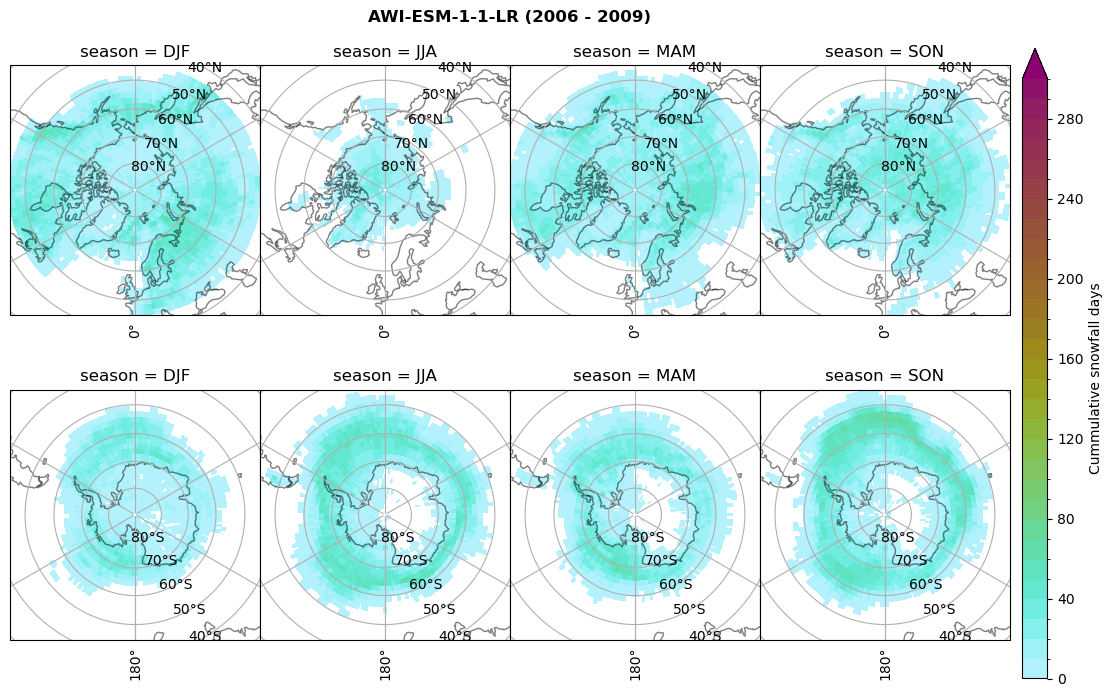 AWI-ESM-1-1-LR (2006 - 2009)
season = DJF
season = JJA
season = MAM
season = SON
40°N
50°N
60°N
70°N
80°N
0°
40°N
50°N
60°N
70°N
80°N
0°
40°N
50°N
60°N
70°N
80°N
0°
40°N
50°N
60°N
70°N
80°N
0°
season = DJF
season = JJA
season = MAM
season = SON
80°S
70°S
60°S
50°S
40°S
180°
80°S
70°S
60°S
50°S
40°S
180°
80°S
70°S
60°S
50°S
40°S
180°
80°S
70°S
60°S
50°S
40°S
180°
280
240
200
160
120
80
40
0
Cummulative snowfall days